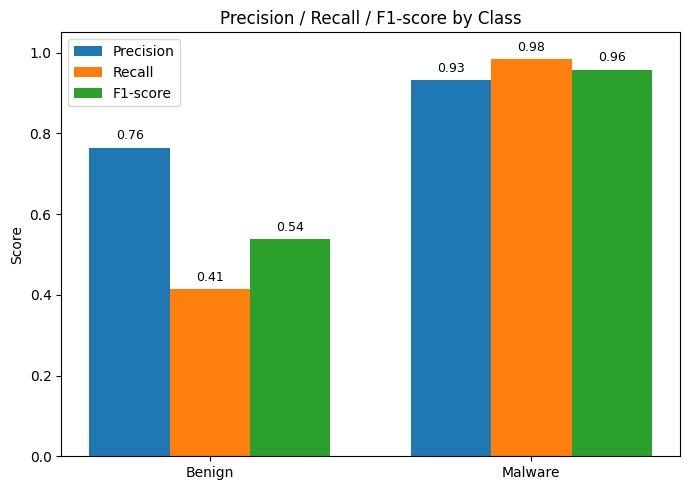 Precision / Recall / F1-score by Class
Precision
Recall
F1-score
Score
1.0
0.8
0.6
0.4
0.2
0.0
0.76
0.41
0.54
0.93
0.98
0.96
Benign
Malware